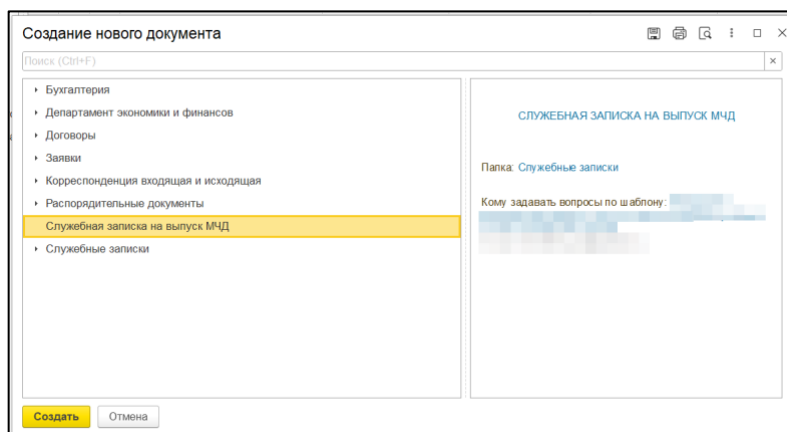 Создание нового документа
Поиск (Ctrl+F)
Бухгалтерия
Департамент экономики и финансов
Договоры
Заявки
Корреспонденция входящая и исходящая
Распорядительные документы
Служебная записка на выпуск МЧД
Служебные записки
СЛУЖЕБНАЯ ЗАПИСКА НА ВЫПУСК МЧД
Папка: Служебные записки
Кому задавать вопросы по шаблону:
Создать
Отмена